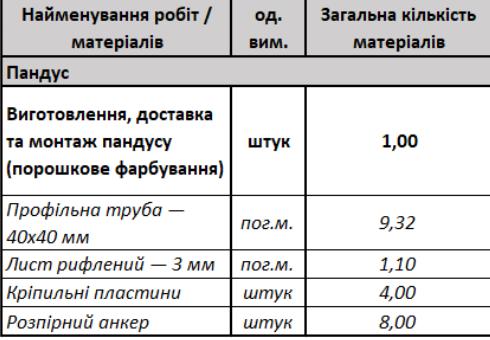 Найменування робіт / матеріалів од. вим. Загальна кількість матеріалів
Пандус
Виготовлення, доставка та монтаж пандусу (порошкове фарбування) штук 1,00
Профільна труба — 40х40 мм пог.м. 9,32
Лист рифлений — 3 мм пог.м. 1,10
Кріпильні пластини штук 4,00
Розпірний анкер штук 8,00